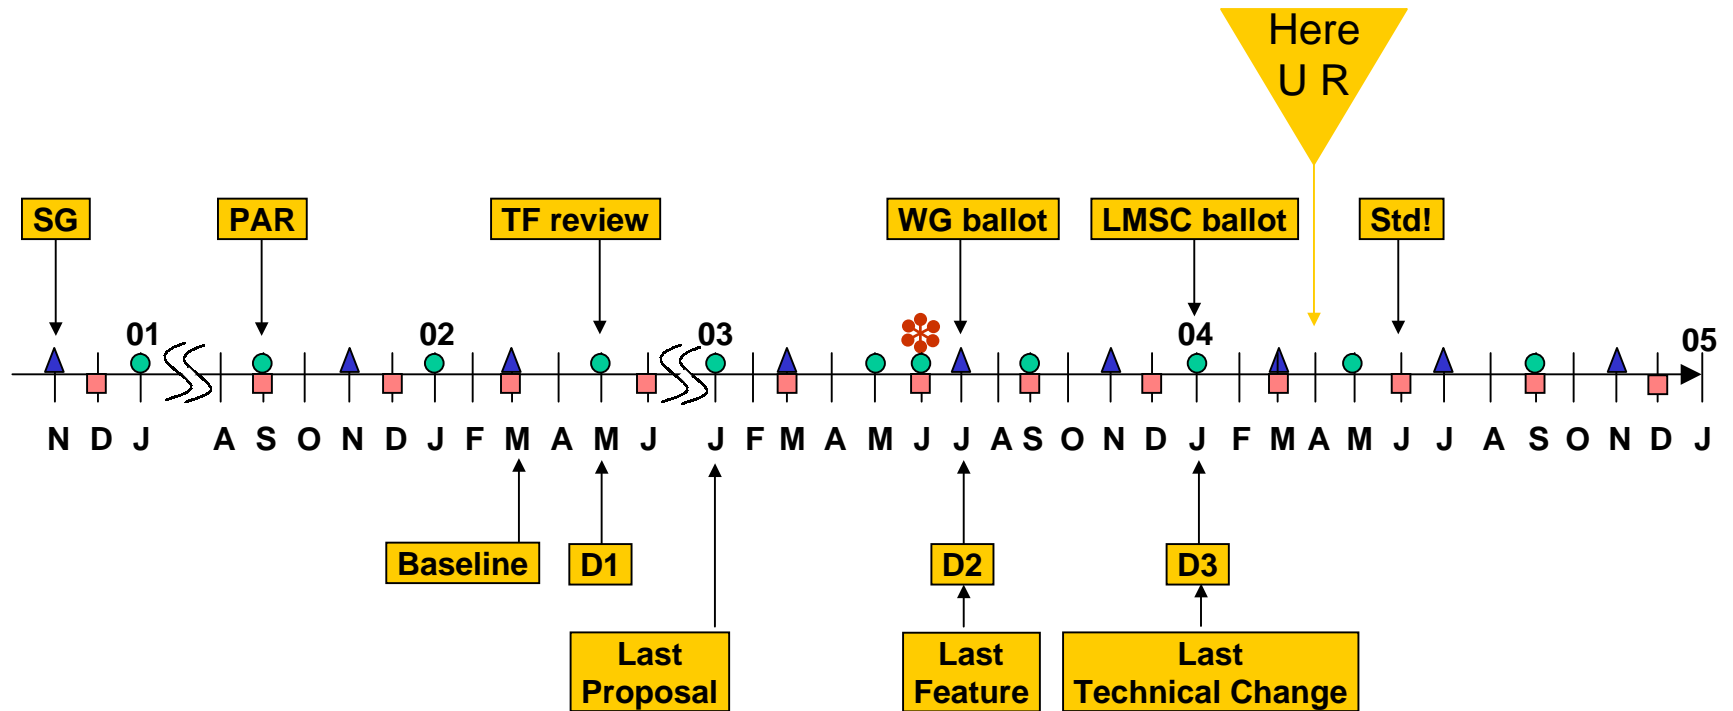 Here
U R
SG
PAR
TF review
WG ballot
LMSC ballot
Std!
01
02
03
04
05
N D J A S O N D J F M A M J J F M A M J J A S O N D J F M A M J J A S O N D J
Baseline
D1
D2
D3
Last
Proposal
Last
Feature
Last
Technical Change